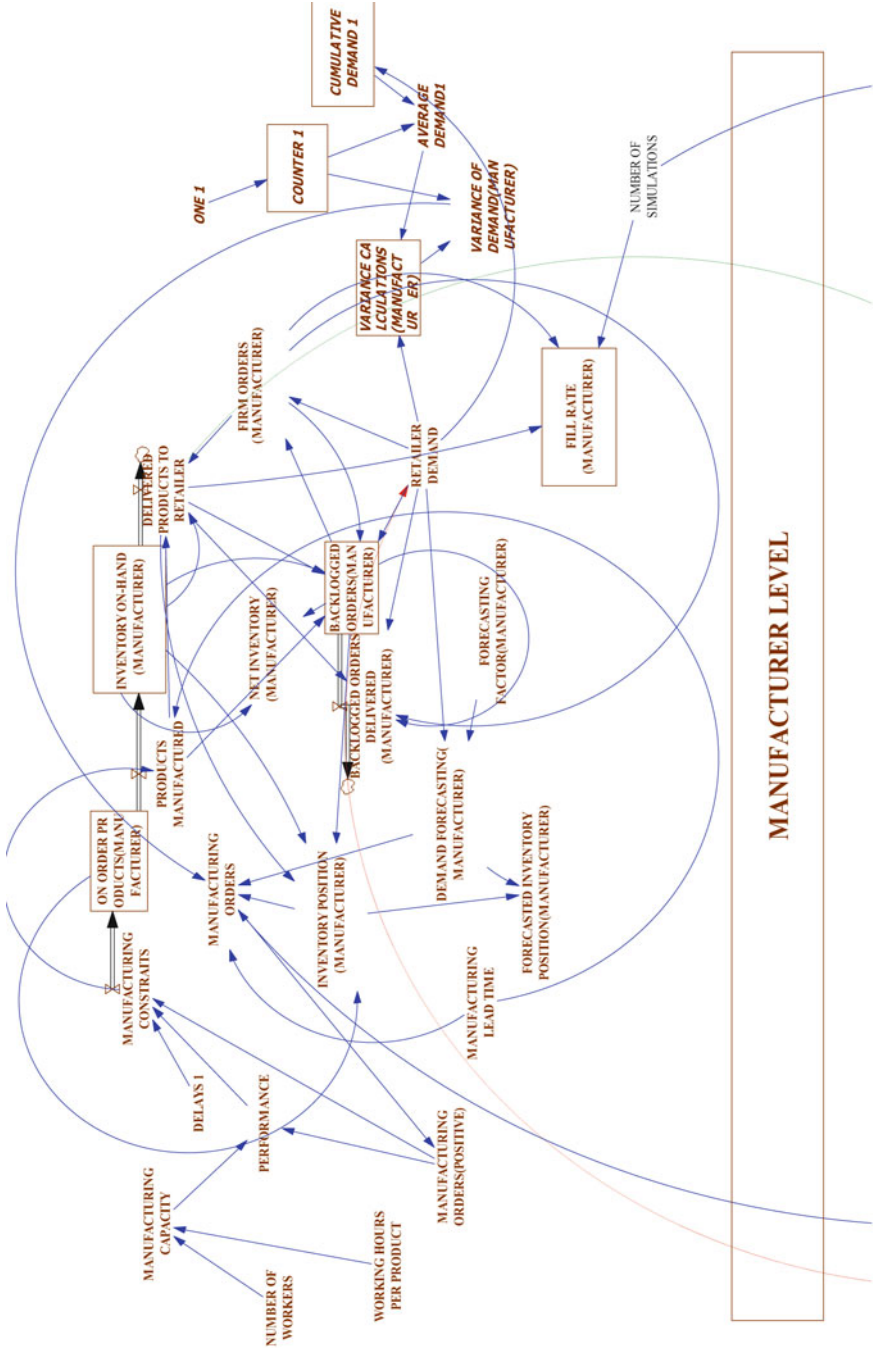 NUMBER OF
WORKERS
MANUFACTURING
CAPACITY
WORKING HOURS
PER PRODUCT
DELAYS 1
PERFORMANCE
MANUFACTURING
ORDERS(POSITIVE)
MANUFACTURING
CONSTRAITS
ON ORDER PR
ODUCTS(MANU
FACTURER)
MANUFACTURING
ORDERS
INVENTORY POSITION
(MANUFACTURER)
MANUFACTURING
LEAD TIME
DEMAND FORECASTING(
MANUFACTURER)
FORECASTED INVENTORY
POSITION(MANUFACTURER)
PRODUCTS
MANUFACTURED
INVENTORY ON-HAND
(MANUFACTURER)
NET INVENTORY
(MANUFACTURER)
BACKLOGGED ORDERS
DELIVERED
(MANUFACTURER)
BACKLOGGED
ORDERS(MAN
UFACTURER)
FORECASTING
FACTOR(MANUFACTURER)
DELIVERED
PRODUCTS TO
RETAILER
FIRM ORDERS
(MANUFACTURER)
RETAILER
DEMAND
FILL RATE
(MANUFACTURER)
ONE 1
COUNTER 1
CUMULATIVE
DEMAND 1
AVERAGE
DEMAND1
VARIANCE CA
LCULATIONS
(MANUFACT
UR ER)
VARIANCE OF
DEMAND(MAN
UFACTURER)
NUMBER OF
SIMULATIONS
MANUFACTURER LEVEL